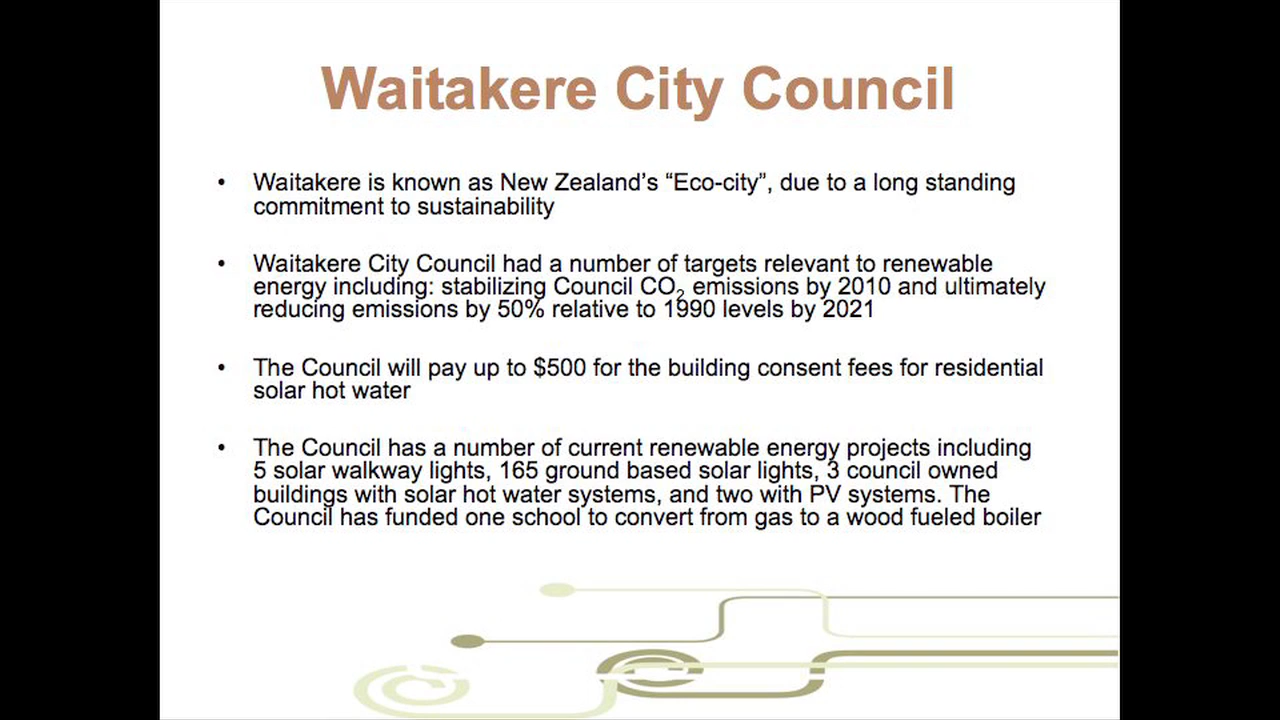 Waitakere City Council
• Waitakere is known as New Zealand's “Eco-city”, due to a long standing
commitment to sustainability
• Waitakere City Council had a number of targets relevant to renewable
energy including: stabilizing Council CO₂ emissions by 2010 and ultimately
reducing emissions by 50% relative to 1990 levels by 2021
• The Council will pay up to $500 for the building consent fees for residential
solar hot water
• The Council has a number of current renewable energy projects including
5 solar walkway lights, 165 ground based solar lights, 3 council owned
buildings with solar hot water systems, and two with PV systems. The
Council has funded one school to convert from gas to a wood fueled boiler